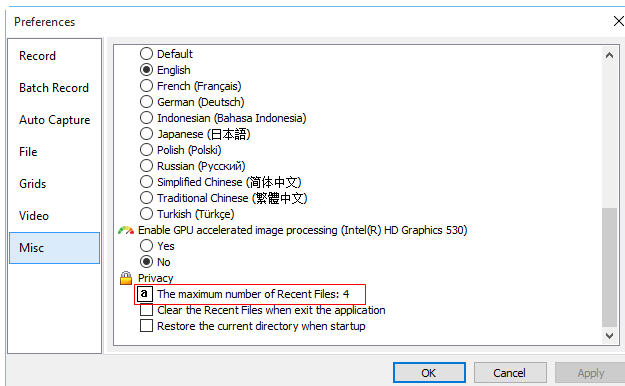 Preferences
Record
Batch Record
Auto Capture
File
Grids
Video
Misc
Default
English
French (Français)
German (Deutsch)
Indonesian (Bahasa Indonesia)
Japanese (日本語)
Polish (Polski)
Russian (Русский)
Simplified Chinese (简体中文)
Traditional Chinese (繁體中文)
Turkish (Türkçe)
Enable GPU accelerated image processing (Intel(R) HD Graphics 530)
Yes
No
Privacy
a The maximum number of Recent Files: 4
Clear the Recent Files when exit the application
Restore the current directory when startup
OK Cancel Apply